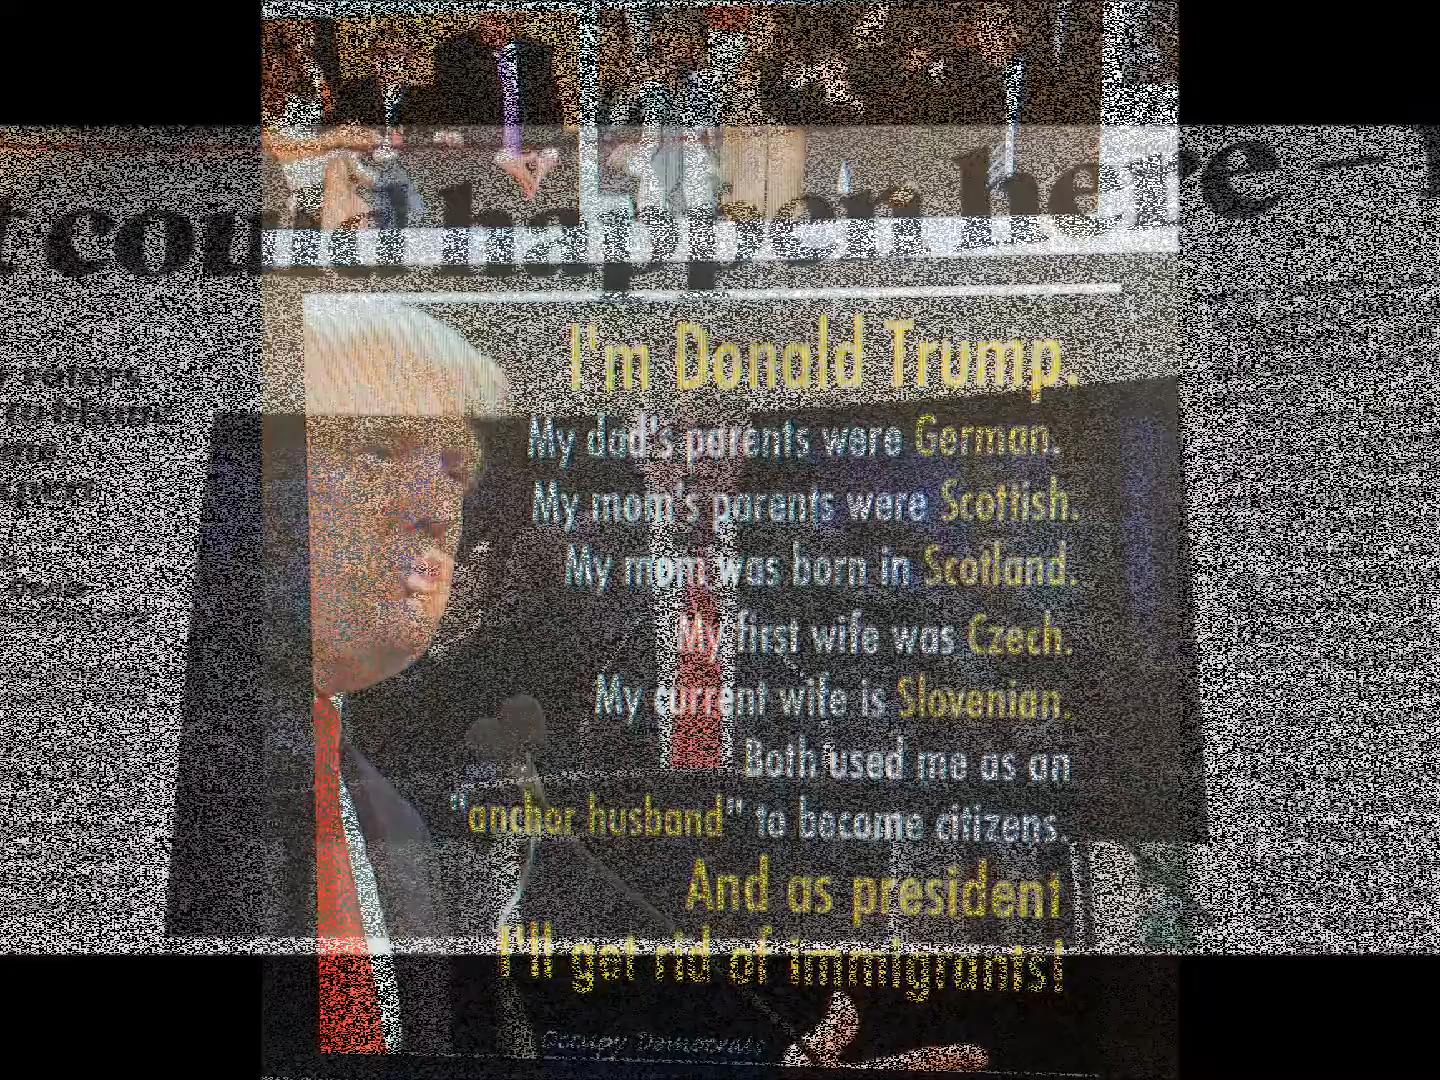 could happen here –
I'm Donald Trump.
My dad's parents were German.
My mom's parents were Scottish.
My mom was born in Scotland.
My first wife was Czech.
My current wife is Slovenian.
Both used me as an
"anchor husband" to become citizens.
And as president
I'll get rid of immigrants!
Occupy Democrats